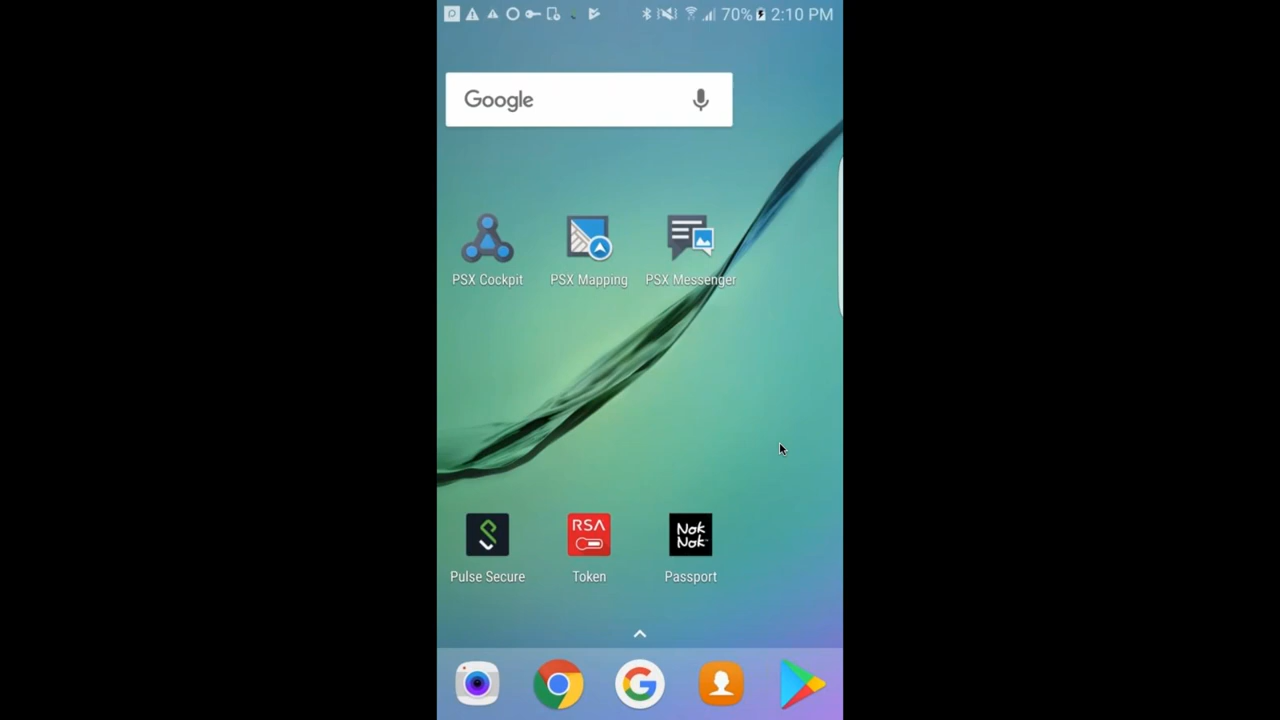 70% 2:10 PM
Google
PSX Cockpit PSX Mapping PSX Messenger
RSA Nok
Nok
Pulse Secure Token Passport